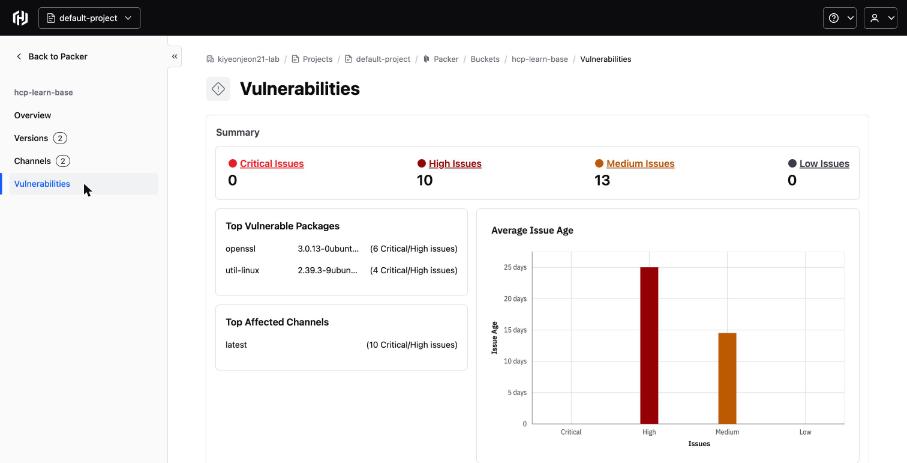 default-project
Back to Packer
hcp-learn-base
Overview
Versions 2
Channels 2
Vulnerabilities
kiyeonjeon21-lab / Projects / default-project / Packer / Buckets / hcp-learn-base / Vulnerabilities
Vulnerabilities
Summary
Critical Issues
0
High Issues
10
Medium Issues
13
Low Issues
0
Top Vulnerable Packages
openssl 3.0.13-0ubunt... (6 Critical/High issues)
util-linux 2.39.3-9ubun... (4 Critical/High issues)
Top Affected Channels
latest (10 Critical/High issues)
Average Issue Age
Issue Age
25 days
20 days
15 days
10 days
5 days
0
Critical High Medium Low
Issues